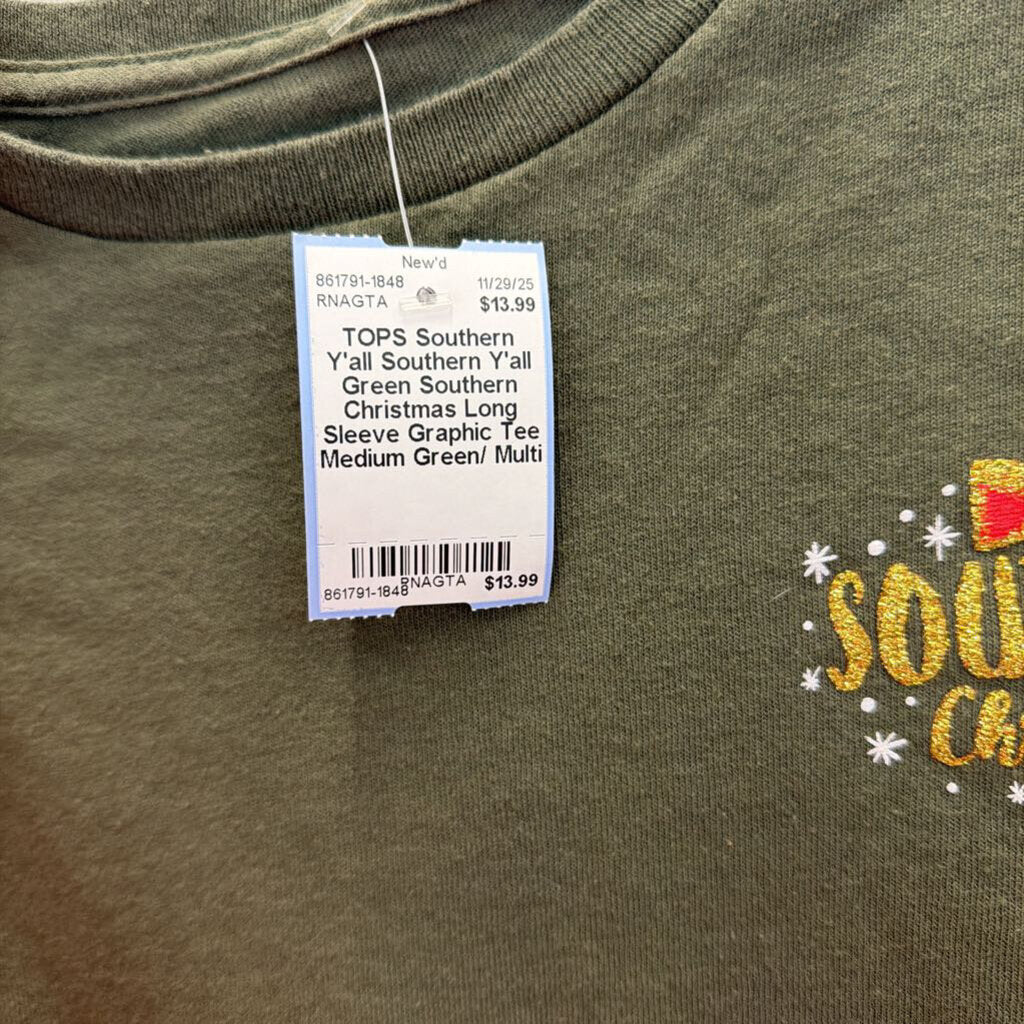 New'd
861791-1848 11/29/25
RNAGTA $13.99
TOPS Southern
Y'all Southern Y'all
Green Southern
Christmas Long
Sleeve Graphic Tee
Medium Green/ Multi
RNAGTA $13.99
861791-1848
SOU
Ch